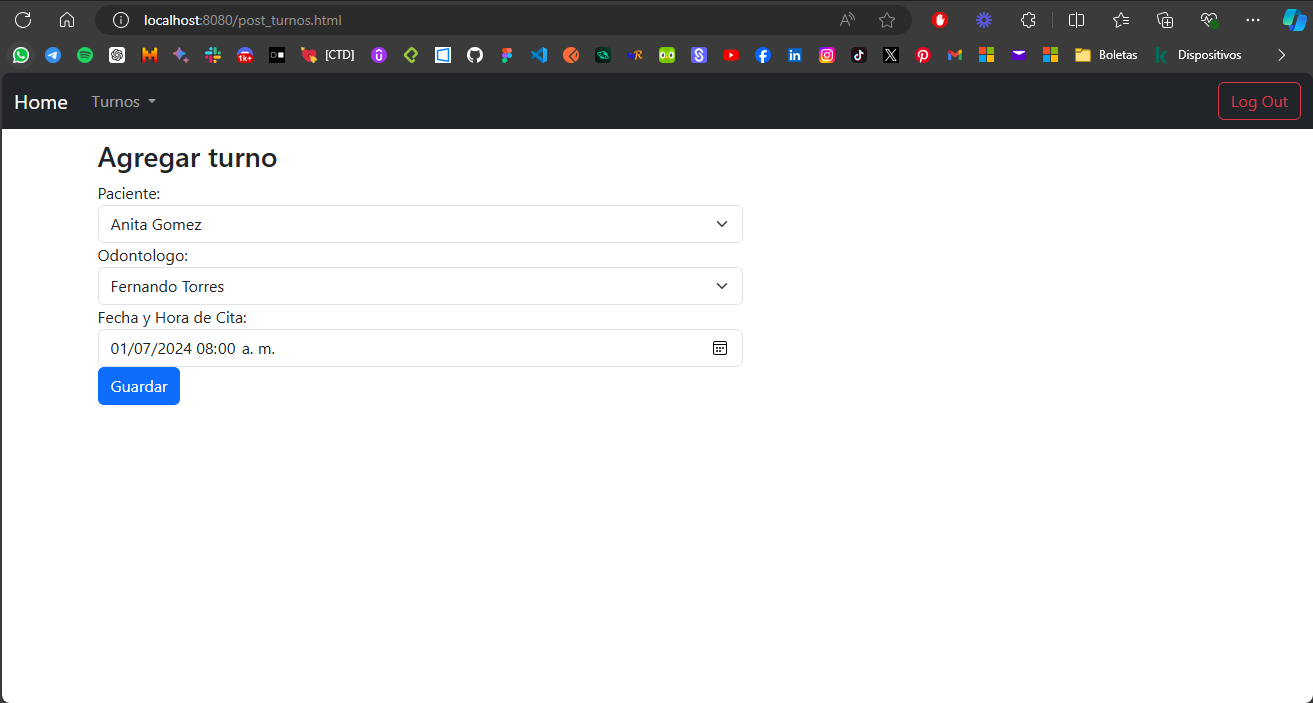 localhost:8080/post_turnos.html
1k+ [CTD] Boletas Dispositivos
Home Turnos Log Out
Agregar turno
Paciente:
Anita Gomez
Odontologo:
Fernando Torres
Fecha y Hora de Cita:
01/07/2024 08:00 a. m.
Guardar